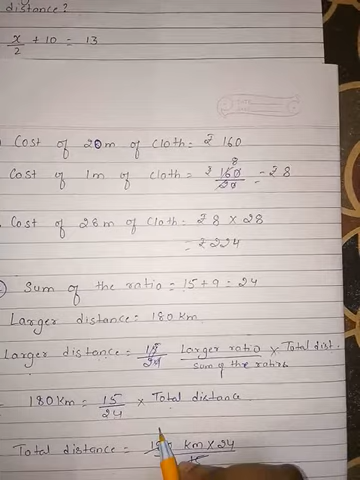 distance?
x/2 + 10 = 13
Cost of 20m of cloth = ₹ 160
Cost of 1m of cloth = ₹ 160/20 = ₹ 8
8
Cost of 28m of cloth = ₹ 8 × 28
= ₹ 224
Sum of the ratio = 15 + 9 = 24
Larger distance = 180 km
Larger distance = Larger ratio/Sum of the ratios × Total dist.
180 Km = 15/24 × Total distance
Total distance = km × 24